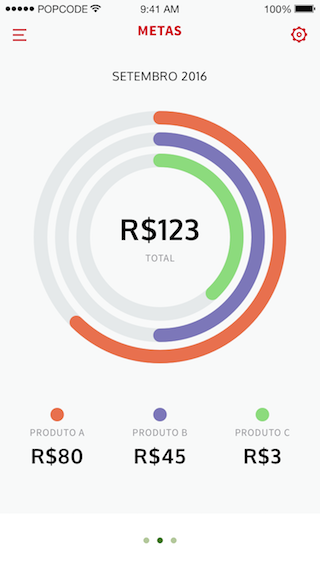 POPCODE 9:41 AM 100%
METAS
SETEMBRO 2016
R$123
TOTAL
PRODUTO A PRODUTO B PRODUTO C
R$80 R$45 R$3